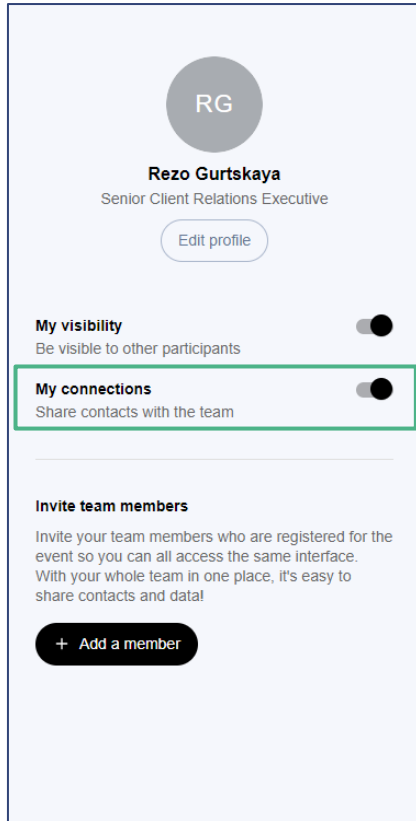 RG
Rezo Gurtskaya
Senior Client Relations Executive
Edit profile
My visibility
Be visible to other participants
My connections
Share contacts with the team
Invite team members
Invite your team members who are registered for the
event so you can all access the same interface.
With your whole team in one place, it's easy to
share contacts and data!
+ Add a member